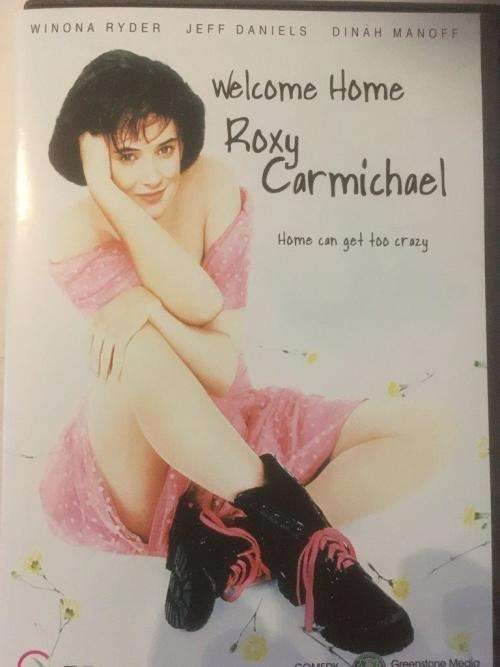 WINONA RYDER JEFF DANIELS DINAH MANOFF
Welcome Home
Roxy
Carmichael
Home can get too crazy
COMEDY
Greenstone Media